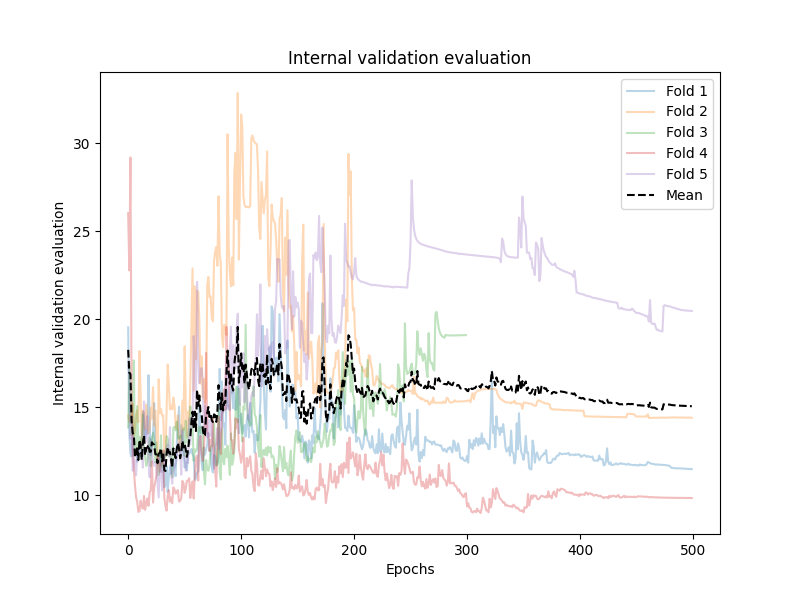 Internal validation evaluation
Internal validation evaluation
30
25
20
15
10
0 100 200 300 400 500
Epochs
Fold 1
Fold 2
Fold 3
Fold 4
Fold 5
Mean